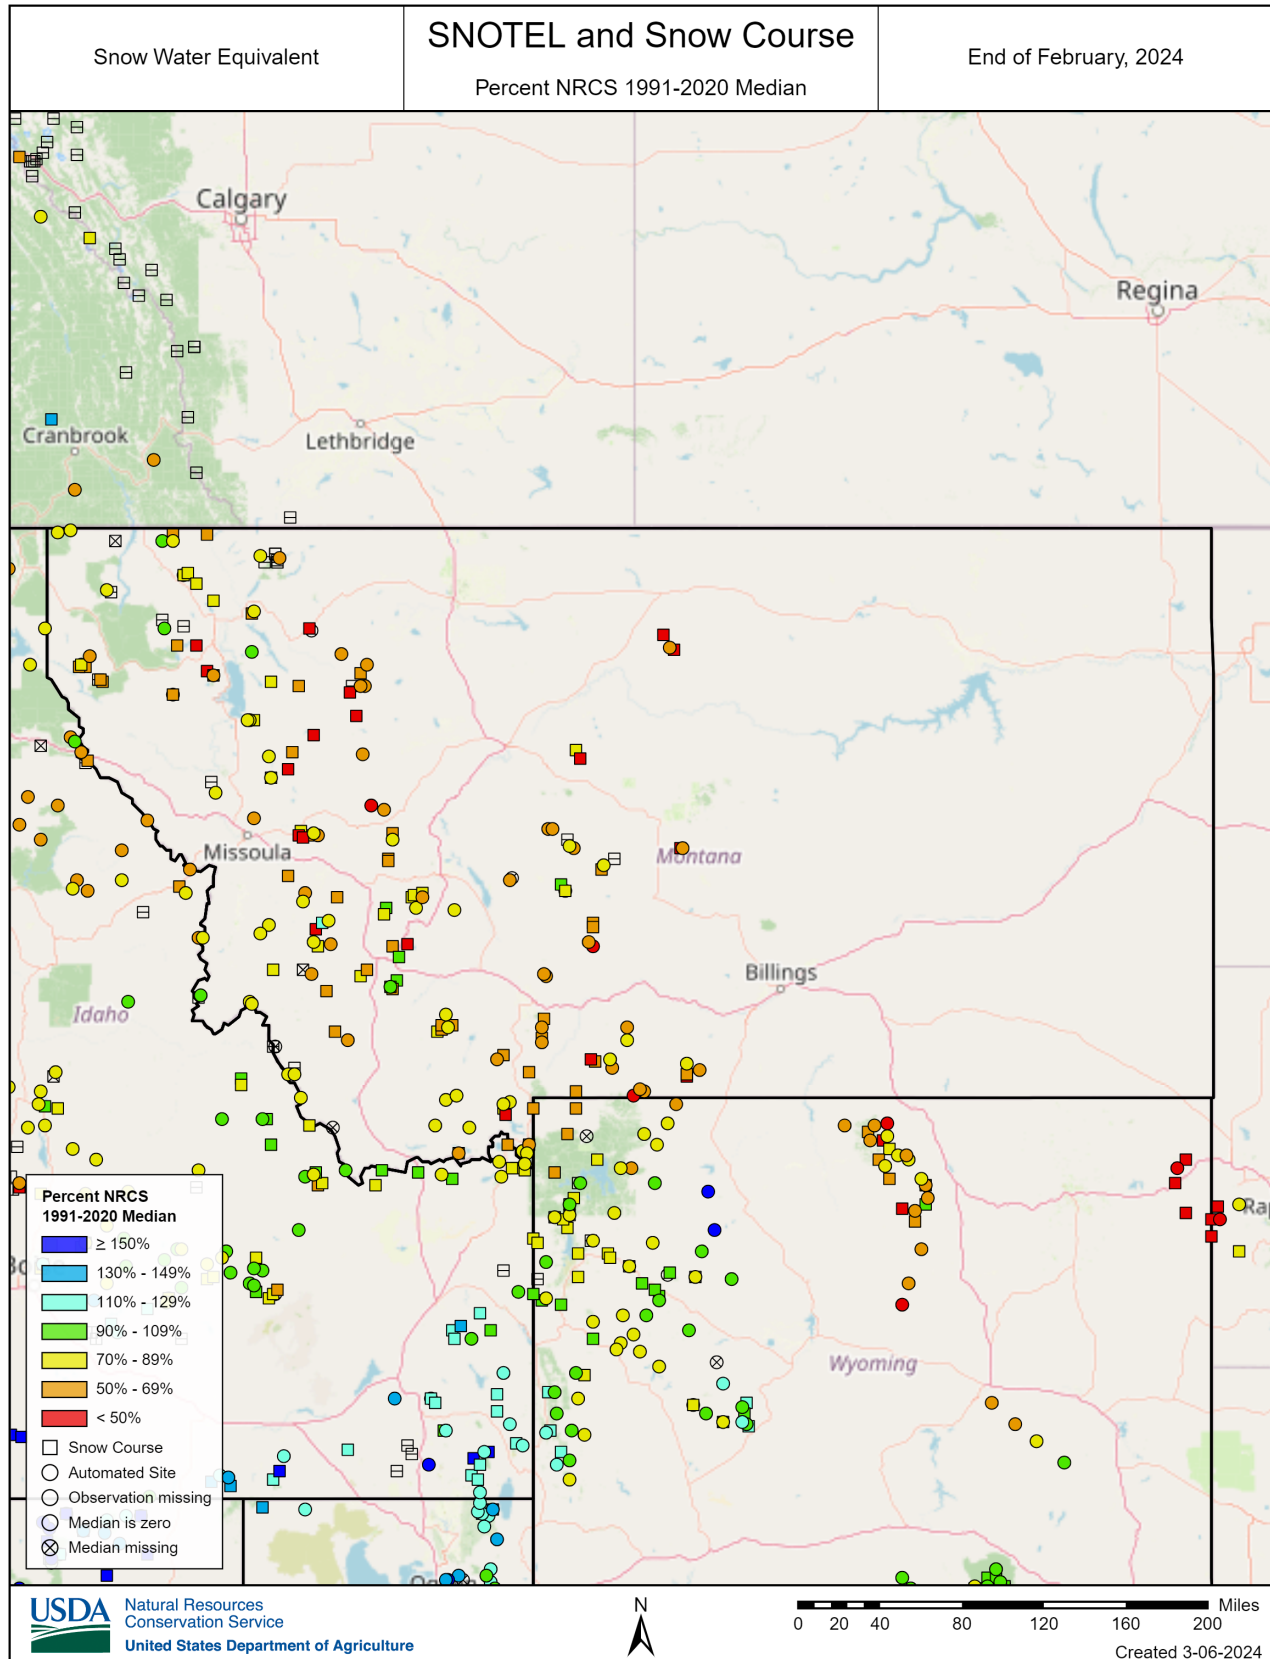 Snow Water Equivalent
SNOTEL and Snow Course
Percent NRCS 1991-2020 Median
End of February, 2024
Calgary
Regina
Cranbrook
Lethbridge
Missoula
Montana
Billings
Idaho
Wyoming
Percent NRCS
1991-2020 Median
≥ 150%
130% - 149%
110% - 129%
90% - 109%
70% - 89%
50% - 69%
< 50%
Snow Course
Automated Site
Observation missing
Median is zero
Median missing
USDA
Natural Resources
Conservation Service
United States Department of Agriculture
N
0 20 40 80 120 160 200 Miles
Created 3-06-2024